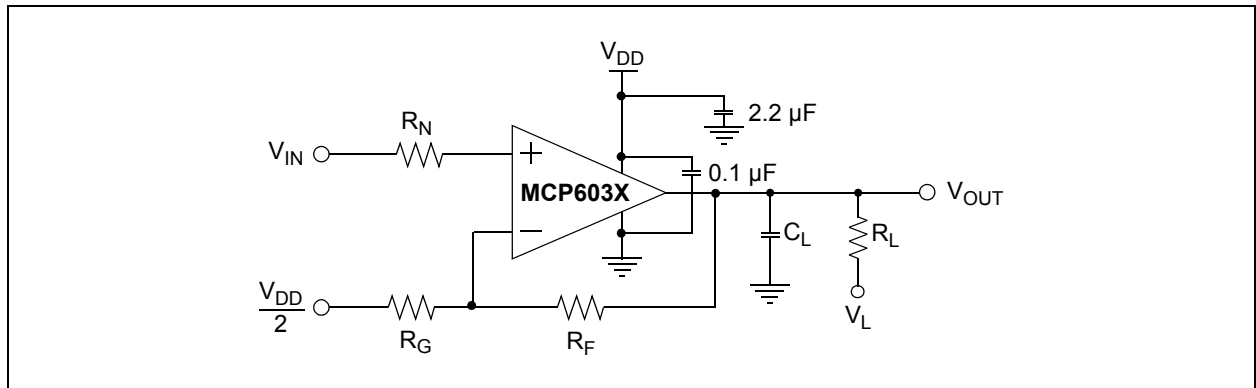 V_DD
2.2 µF
R_N
V_IN
+
0.1 µF
MCP603X
V_OUT
−
C_L
R_L
V_DD
2
R_G
R_F
V_L